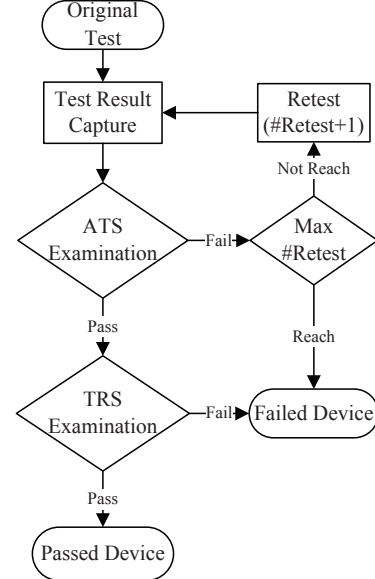 Original
Test
Test Result
Capture
Retest
(#Retest+1)
Not Reach
ATS
Examination
Fail
Max
#Retest
Pass
Reach
TRS
Examination
Fail
Failed Device
Pass
Passed Device